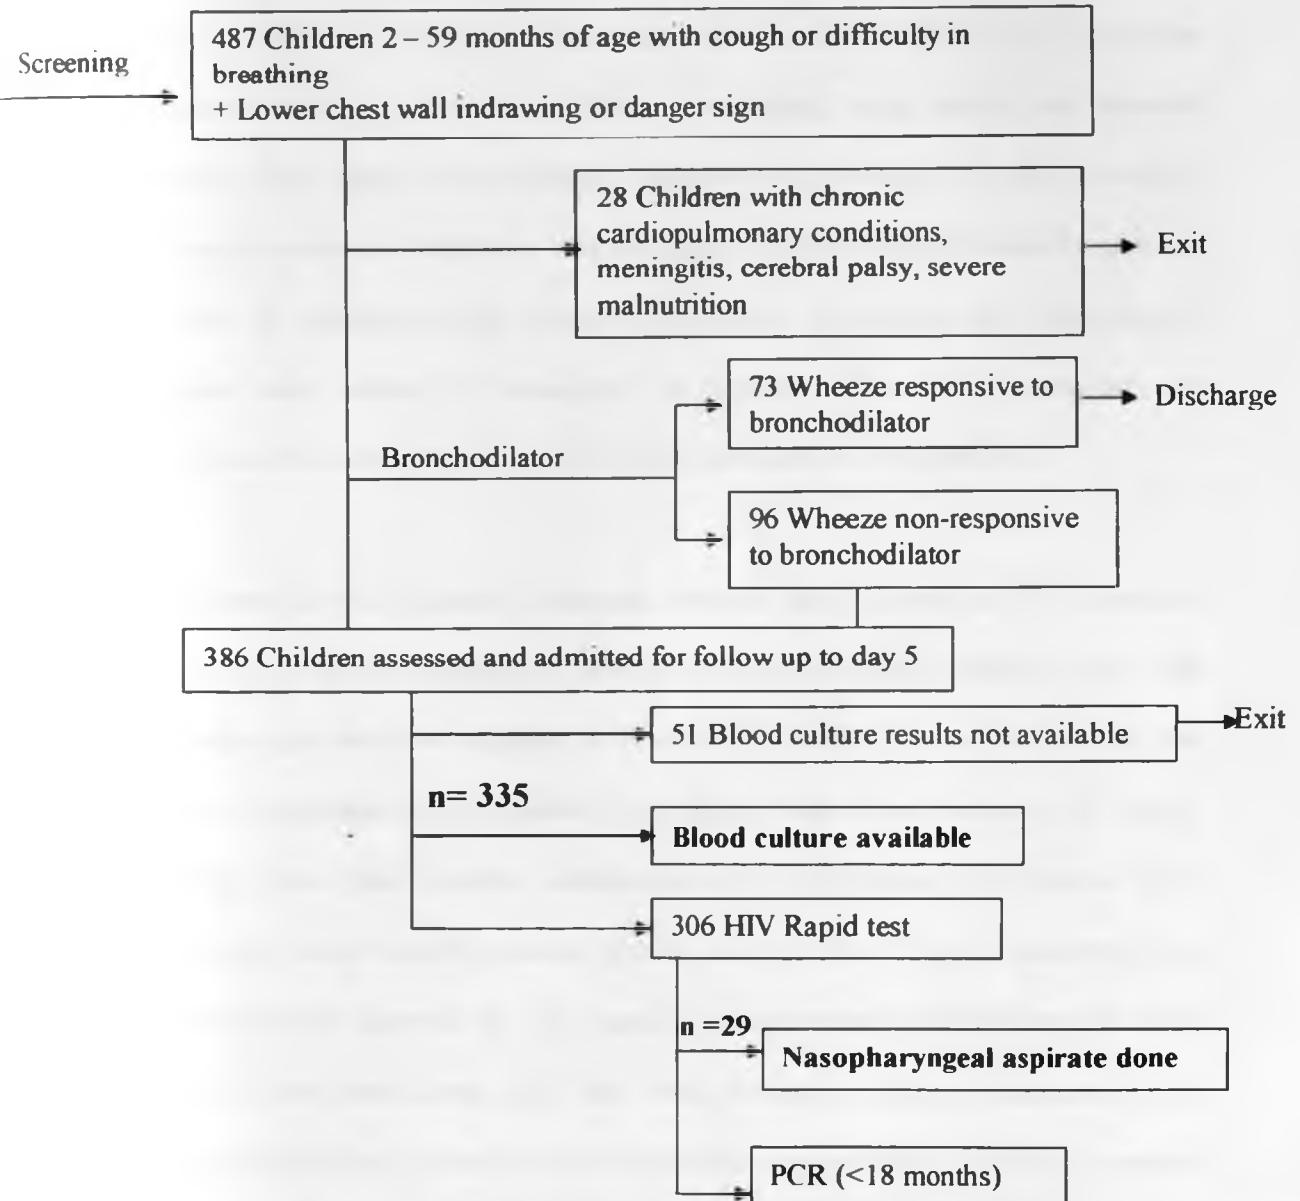 487 Children 2 – 59 months of age with cough or difficulty in
breathing
+ Lower chest wall indrawing or danger sign
Screening
28 Children with chronic
cardiopulmonary conditions,
meningitis, cerebral palsy, severe
malnutrition
Exit
73 Wheeze responsive to
bronchodilator
Discharge
Bronchodilator
96 Wheeze non-responsive
to bronchodilator
386 Children assessed and admitted for follow up to day 5
51 Blood culture results not available
Exit
n= 335
Blood culture available
306 HIV Rapid test
n =29
Nasopharyngeal aspirate done
PCR (<18 months)